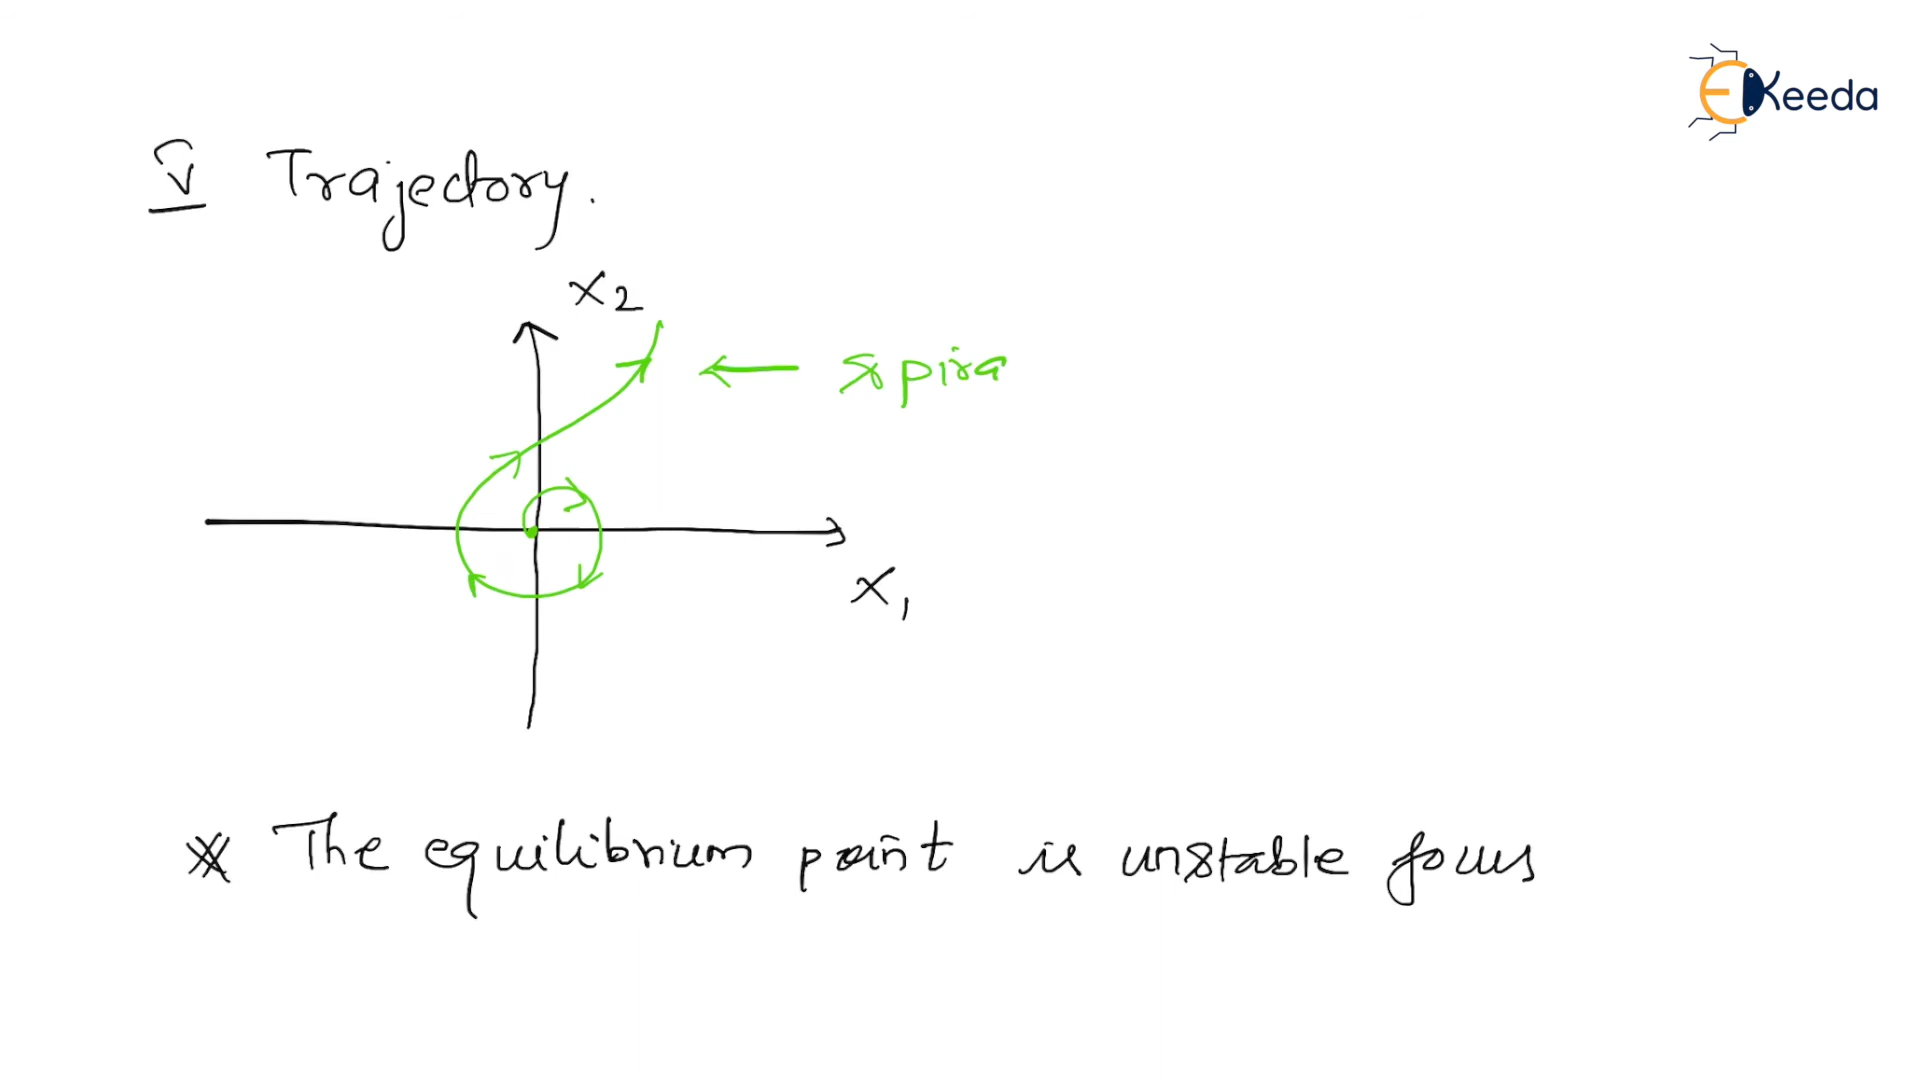 EKeeda
V Trajectory.
X2
spira
X1
* The equilibrium point is unstable focus